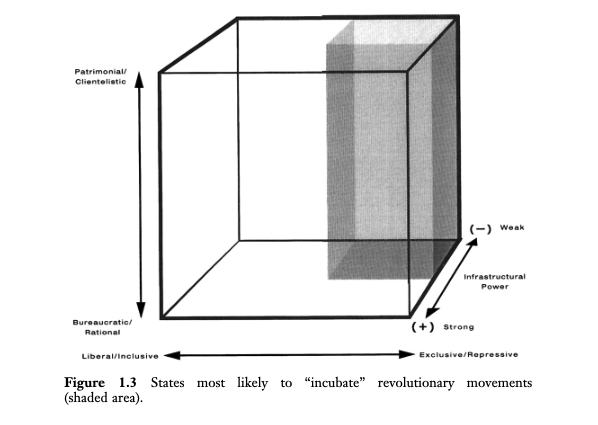 Patrimonial/
Clientelistic
(−) Weak
Infrastructural
Power
Bureaucratic/
Rational
(+) Strong
Liberal/Inclusive
Exclusive/Repressive
Figure 1.3 States most likely to “incubate” revolutionary movements
(shaded area).